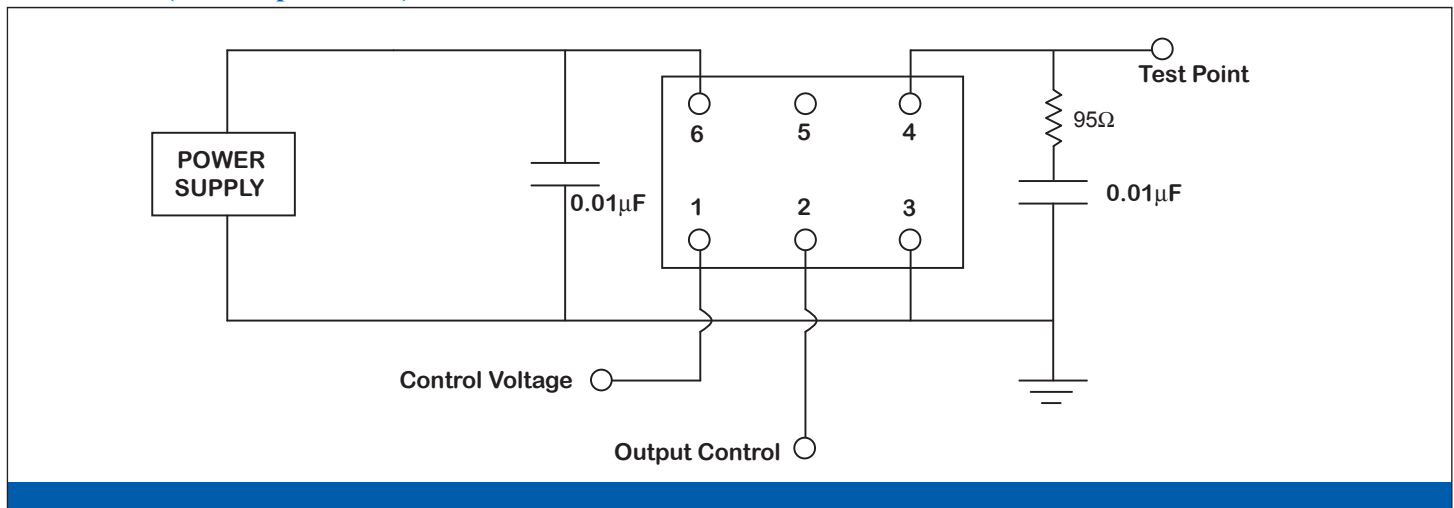 Test Point
95Ω
6 5 4
POWER
SUPPLY
0.01µF
0.01µF
1 2 3
Control Voltage
Output Control